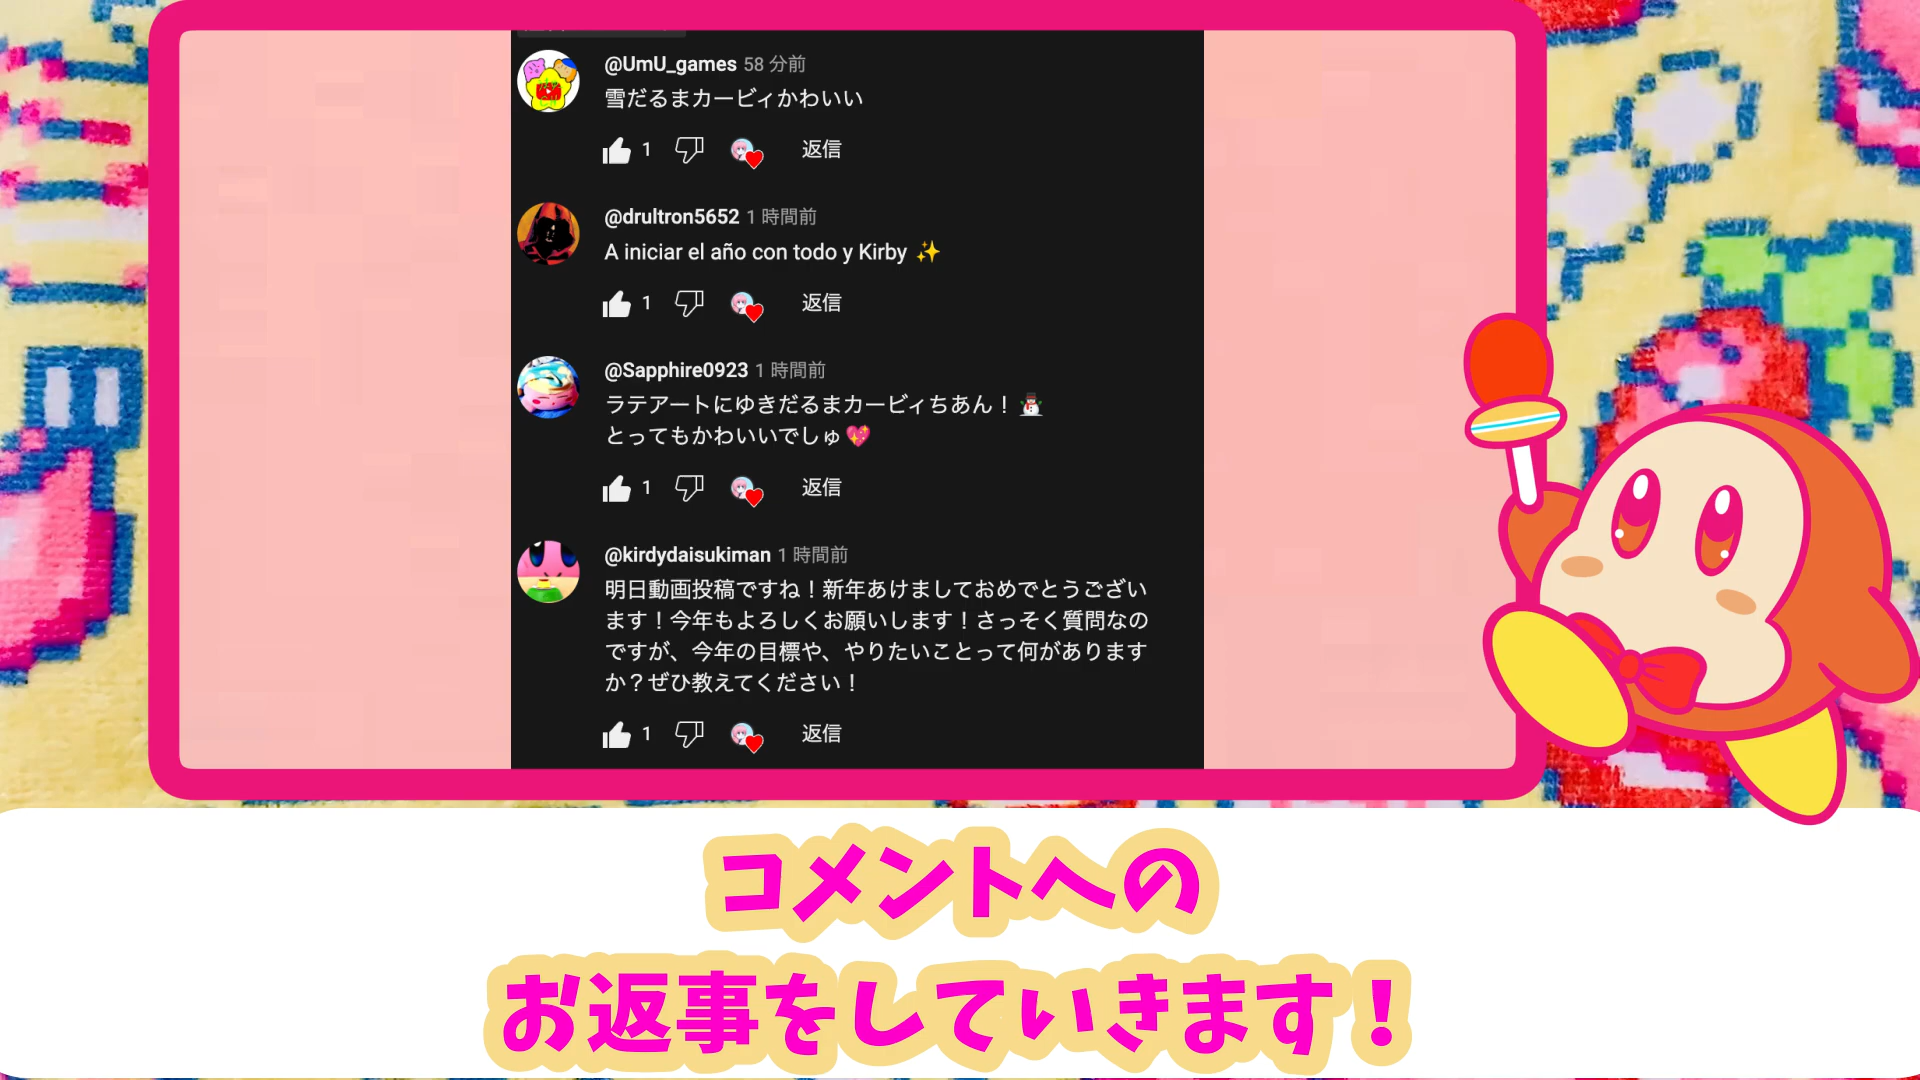 @UmU_games 58 分前
雪だるまカービィかわいい
1 返信
@drultron5652 1 時間前
A iniciar el año con todo y Kirby ✨
1 返信
@Sapphire0923 1 時間前
ラテアートにゆきだるまカービィちあん！⛄
とってもかわいいでしゅ💖
1 返信
@kirdydaisukiman 1 時間前
明日動画投稿ですね！新年あけましておめでとうござい
ます！今年もよろしくお願いします！さっそく質問なの
ですが、今年の目標や、やりたいことって何があります
か？ぜひ教えてください！
1 返信
コメントへの
お返事をしていきます！